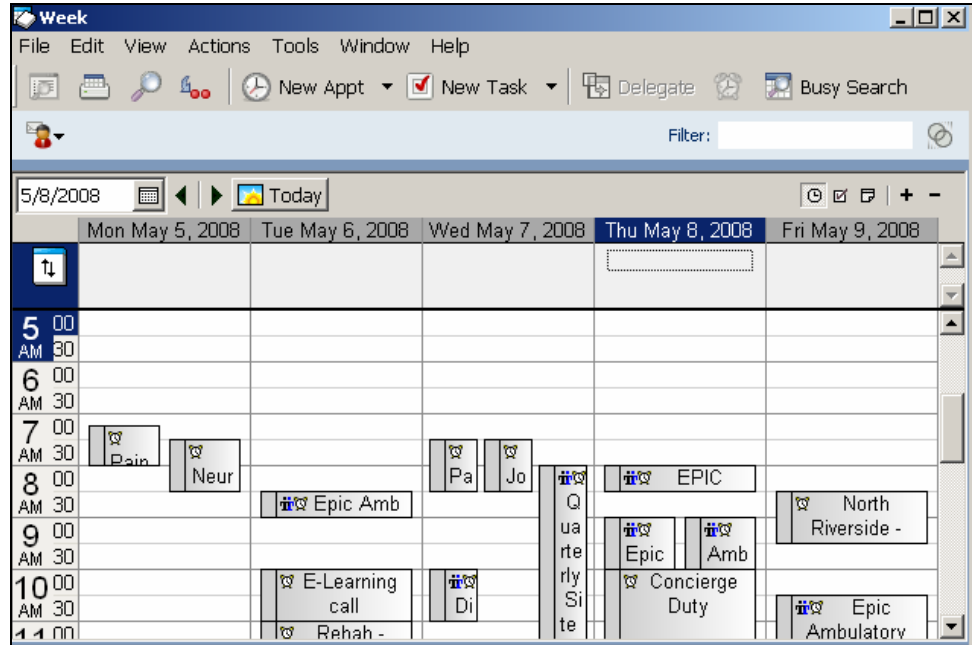 Week
File Edit View Actions Tools Window Help
New Appt New Task Delegate Busy Search
Filter:
5/8/2008 Today
Mon May 5, 2008 Tue May 6, 2008 Wed May 7, 2008 Thu May 8, 2008 Fri May 9, 2008
5 00
AM 30
6 00
AM 30
7 00
AM 30
8 00
AM 30
9 00
AM 30
10 00
AM 30
11 00
Pain
Neur
Epic Amb
E-Learning
call
Rehab -
Pa
Jo
Q
ua
rte
rly
Si
te
Di
EPIC
Epic
Amb
Concierge
Duty
North
Riverside -
Epic
Ambulatory